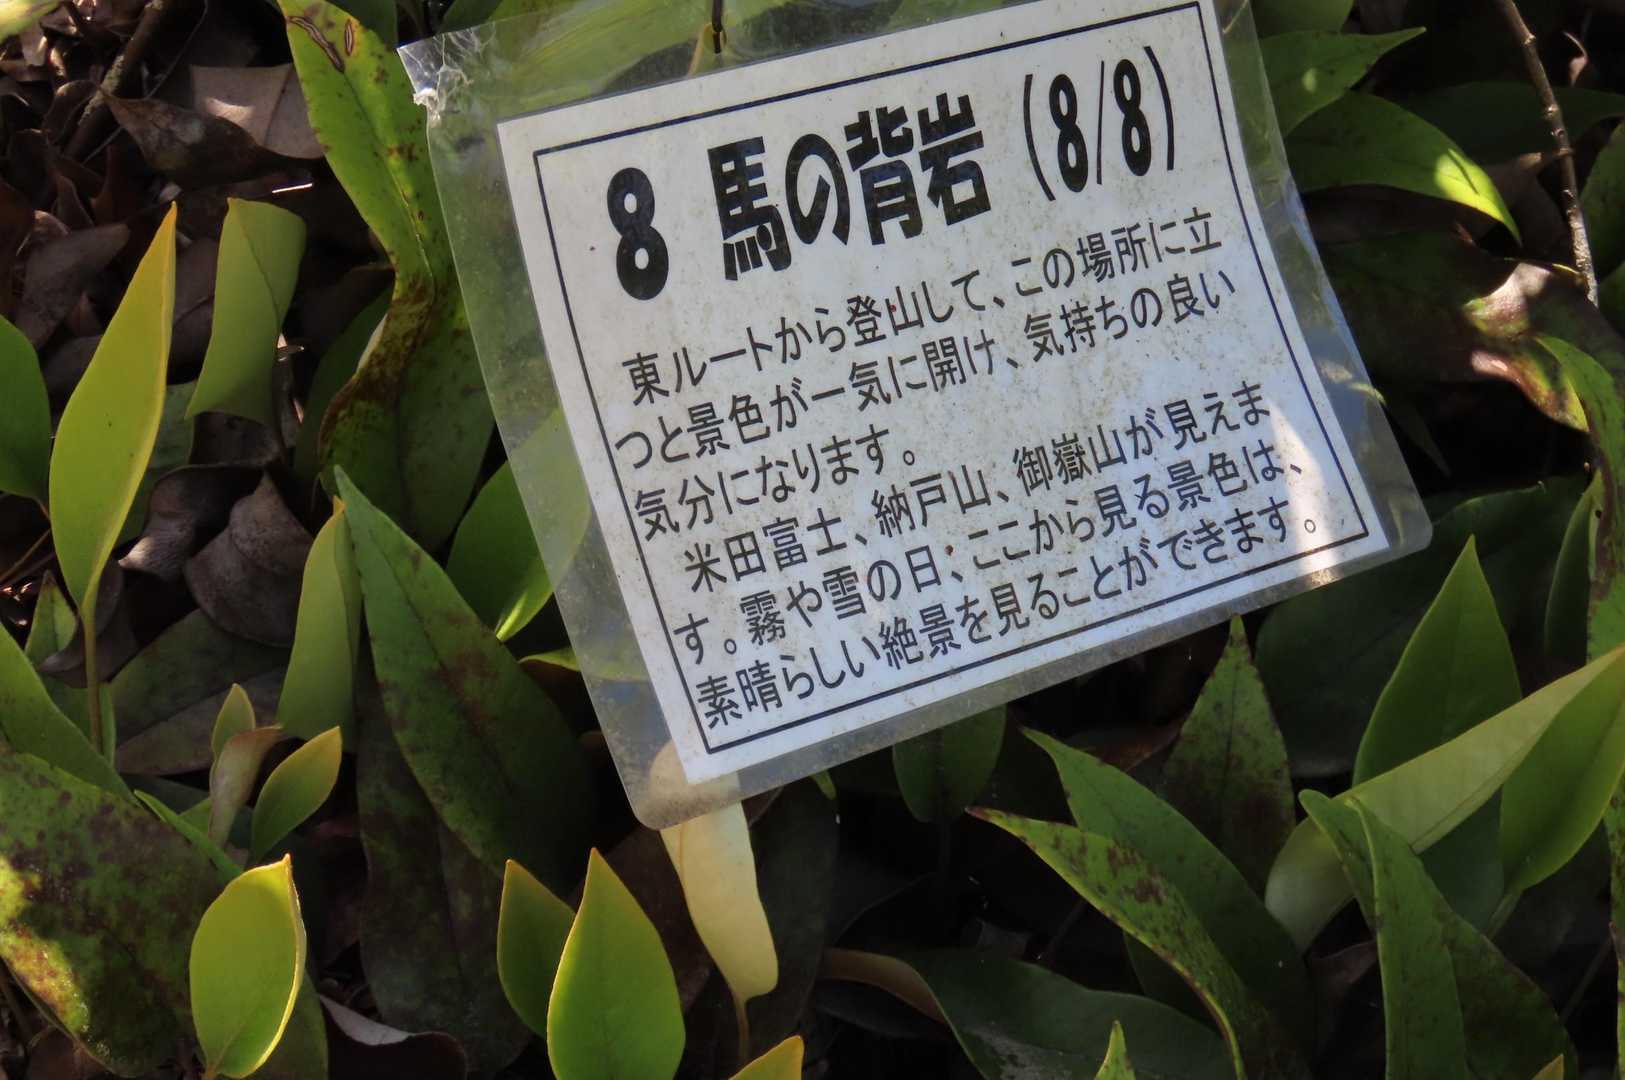 8 馬の背岩（8/8）
東ルートから登山して、この場所に立
つと景色が一気に開け、気持ちの良い
気分になります。
米田富士、納戸山、御嶽山が見えま
す。霧や雪の日、ここから見る景色は、
素晴らしい絶景を見ることができます。